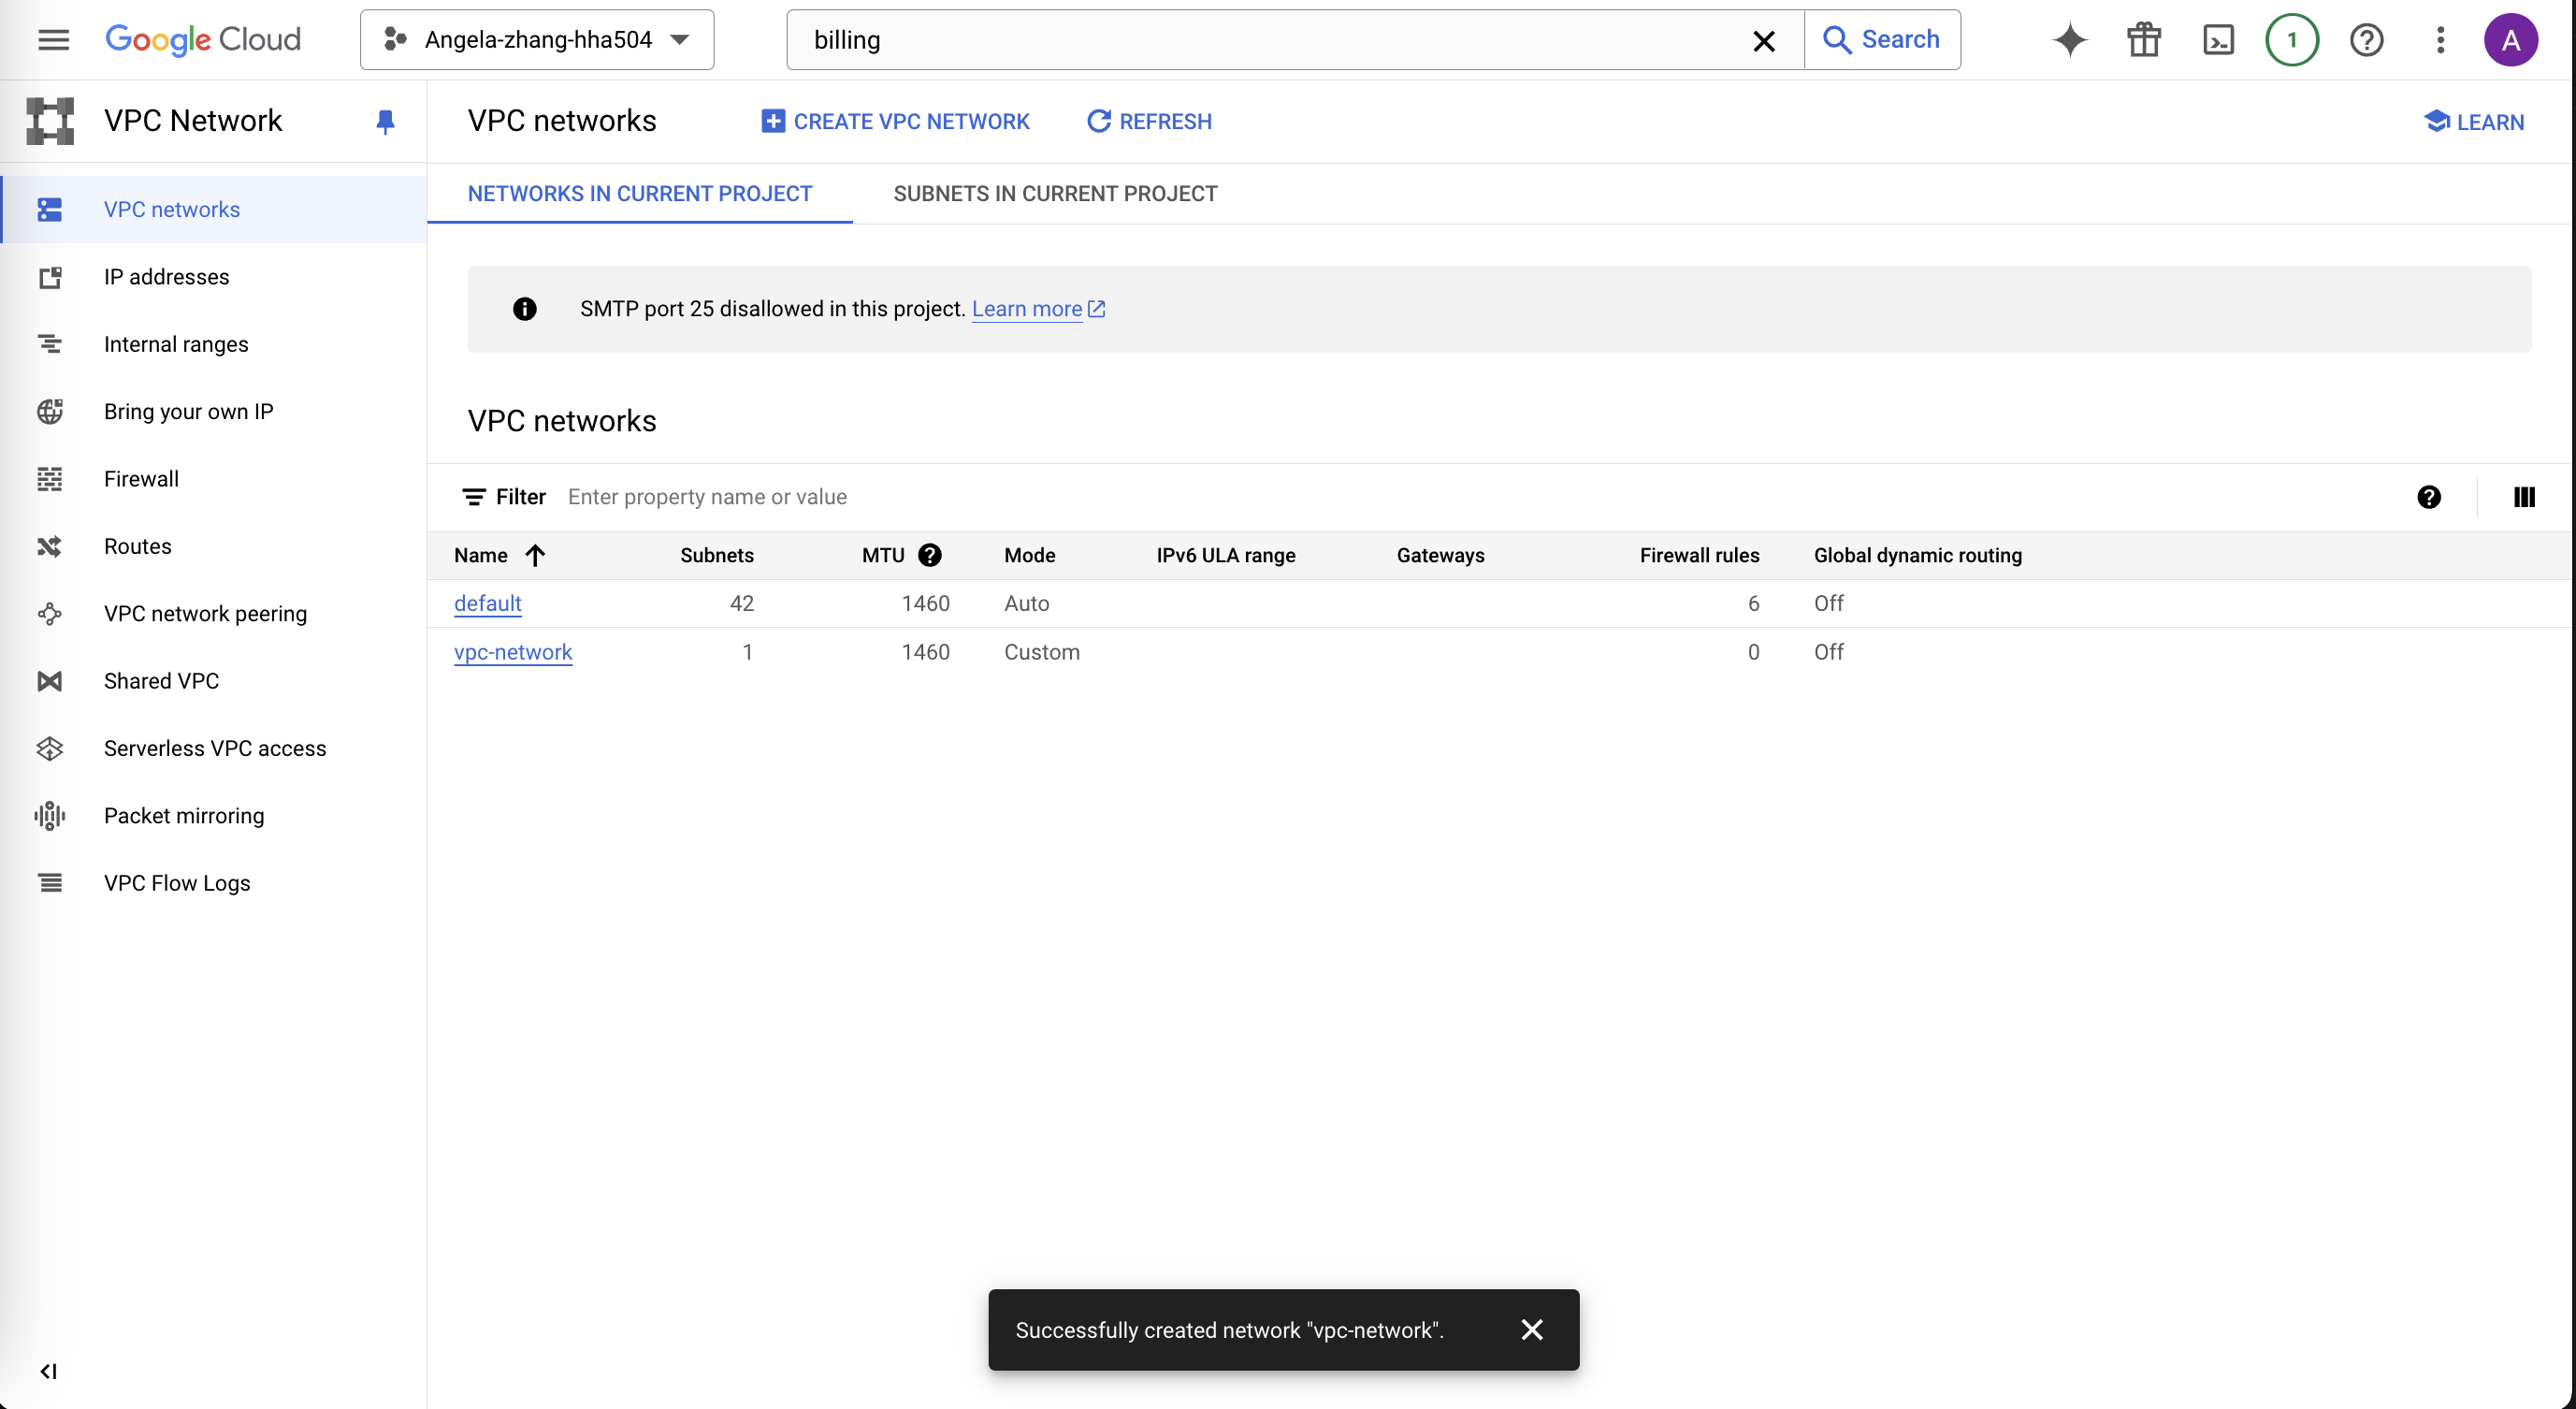 Google Cloud
Angela-zhang-hha504
billing
Search
1
A
VPC Network
VPC networks
CREATE VPC NETWORK
REFRESH
LEARN
VPC networks
IP addresses
Internal ranges
Bring your own IP
Firewall
Routes
VPC network peering
Shared VPC
Serverless VPC access
Packet mirroring
VPC Flow Logs
NETWORKS IN CURRENT PROJECT
SUBNETS IN CURRENT PROJECT
SMTP port 25 disallowed in this project. Learn more
VPC networks
Filter Enter property name or value
Name Subnets MTU Mode IPv6 ULA range Gateways Firewall rules Global dynamic routing
default 42 1460 Auto 6 Off
vpc-network 1 1460 Custom 0 Off
Successfully created network "vpc-network".